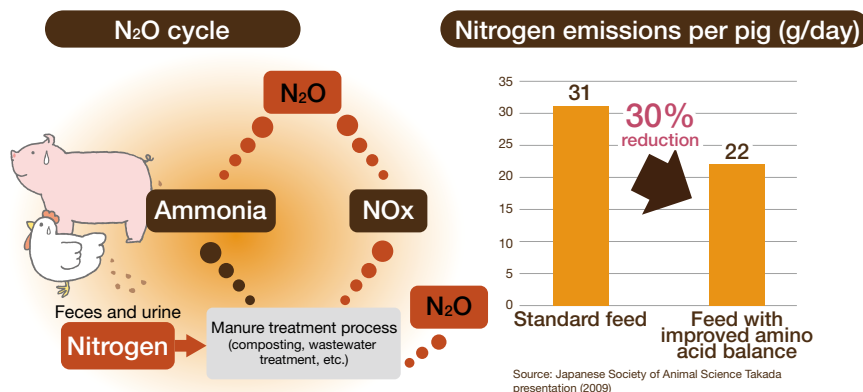 N₂O cycle
N₂O
Ammonia
NOx
Feces and urine
Nitrogen
Manure treatment process
(composting, wastewater
treatment, etc.)
N₂O
Nitrogen emissions per pig (g/day)
35
30
25
20
15
10
5
0
31
30%
reduction
22
Standard feed
Feed with
improved amino
acid balance
Source: Japanese Society of Animal Science Takada
presentation (2009)